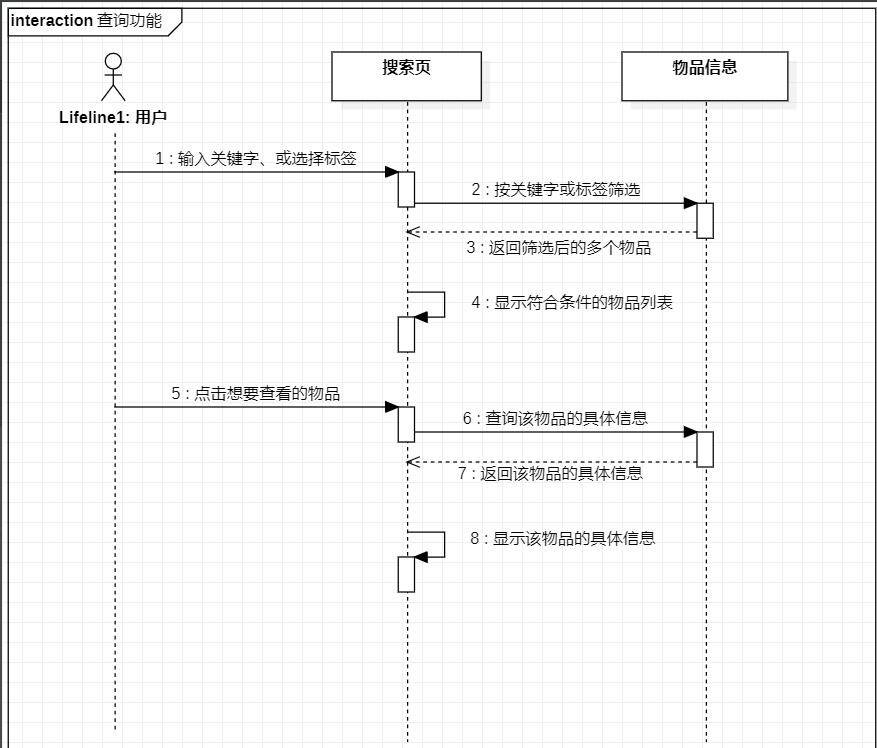 interaction 查询功能
搜索页
物品信息
Lifeline1: 用户
1 : 输入关键字、或选择标签
2 : 按关键字或标签筛选
3 : 返回筛选后的多个物品
4 : 显示符合条件的物品列表
5 : 点击想要查看的物品
6 : 查询该物品的具体信息
7 : 返回该物品的具体信息
8 : 显示该物品的具体信息